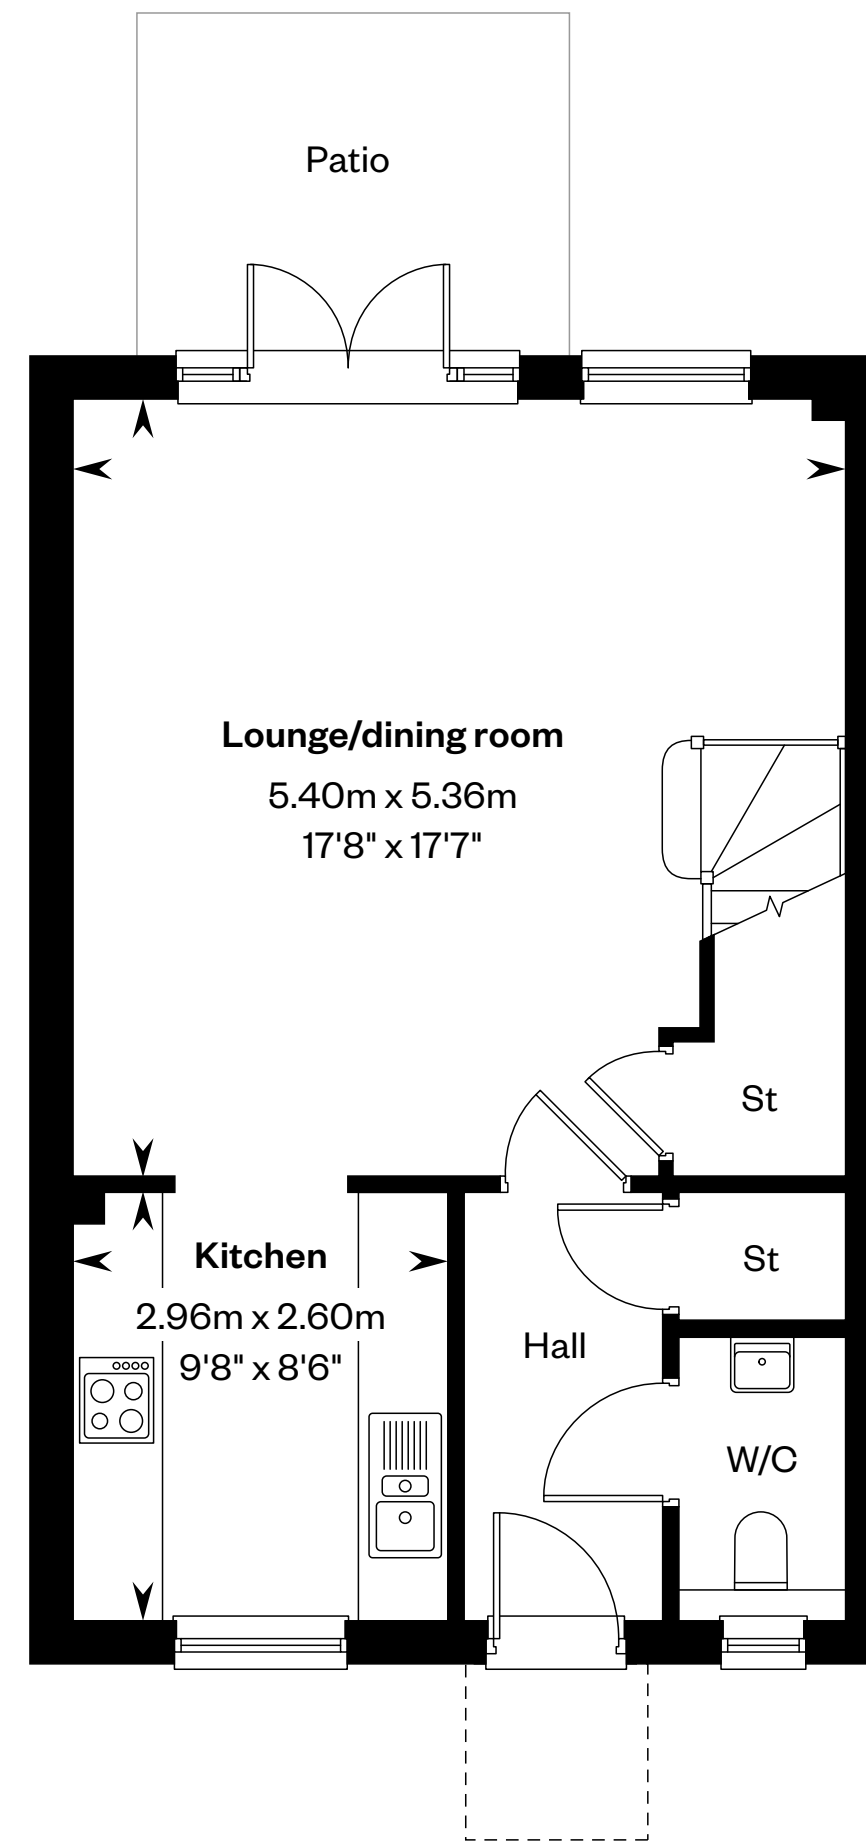 Patio
Lounge/dining room
5.40m x 5.36m
17'8" x 17'7"
St
Kitchen
2.96m x 2.60m
9'8" x 8'6"
St
Hall
W/C